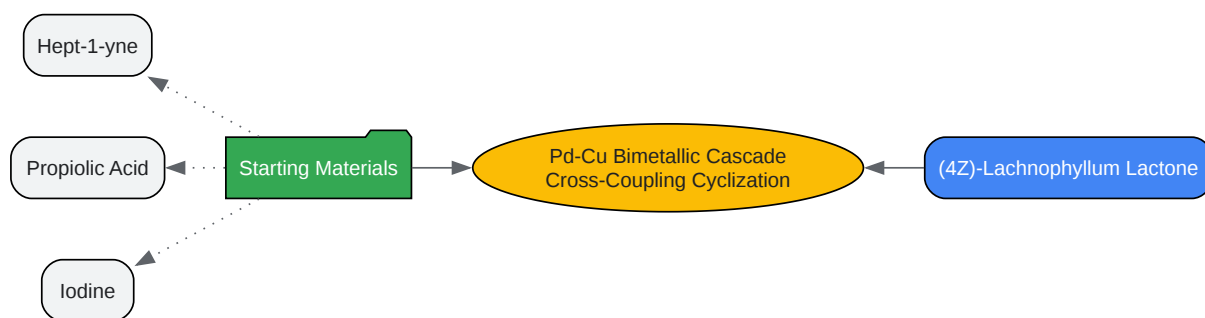 Hept-1-yne
Propiolic Acid
Starting Materials
Pd-Cu Bimetallic Cascade
Cross-Coupling Cyclization
(4Z)-Lachnophyllum Lactone
Iodine